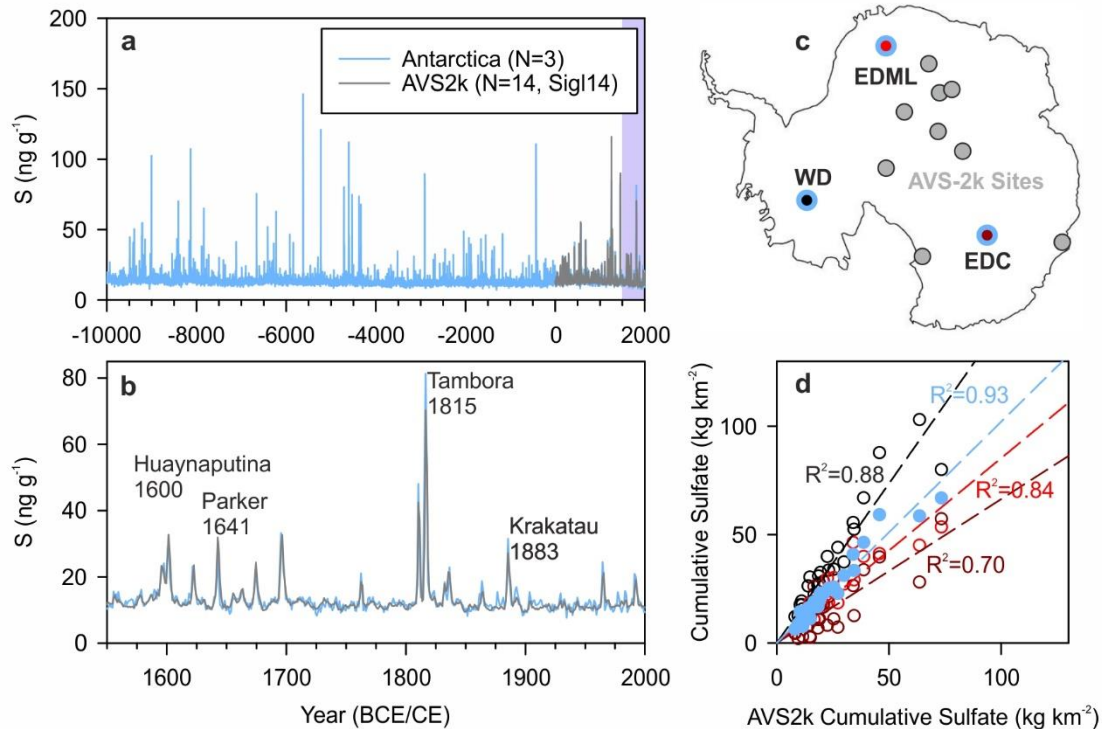 a
200
150
100
50
0
S (ng g⁻¹)
Antarctica (N=3)
AVS2k (N=14, Sigl14)
-10000 -8000 -6000 -4000 -2000 0 2000
c
EDML
WD
AVS-2k Sites
EDC
b
80
60
40
20
0
S (ng g⁻¹)
Tambora
1815
Huaynaputina
1600
Parker
1641
Krakatau
1883
1600 1700 1800 1900 2000
Year (BCE/CE)
d
100
50
0
Cumulative Sulfate (kg km⁻²)
R²=0.93
R²=0.88
R²=0.84
R²=0.70
0 50 100
AVS2k Cumulative Sulfate (kg km⁻²)